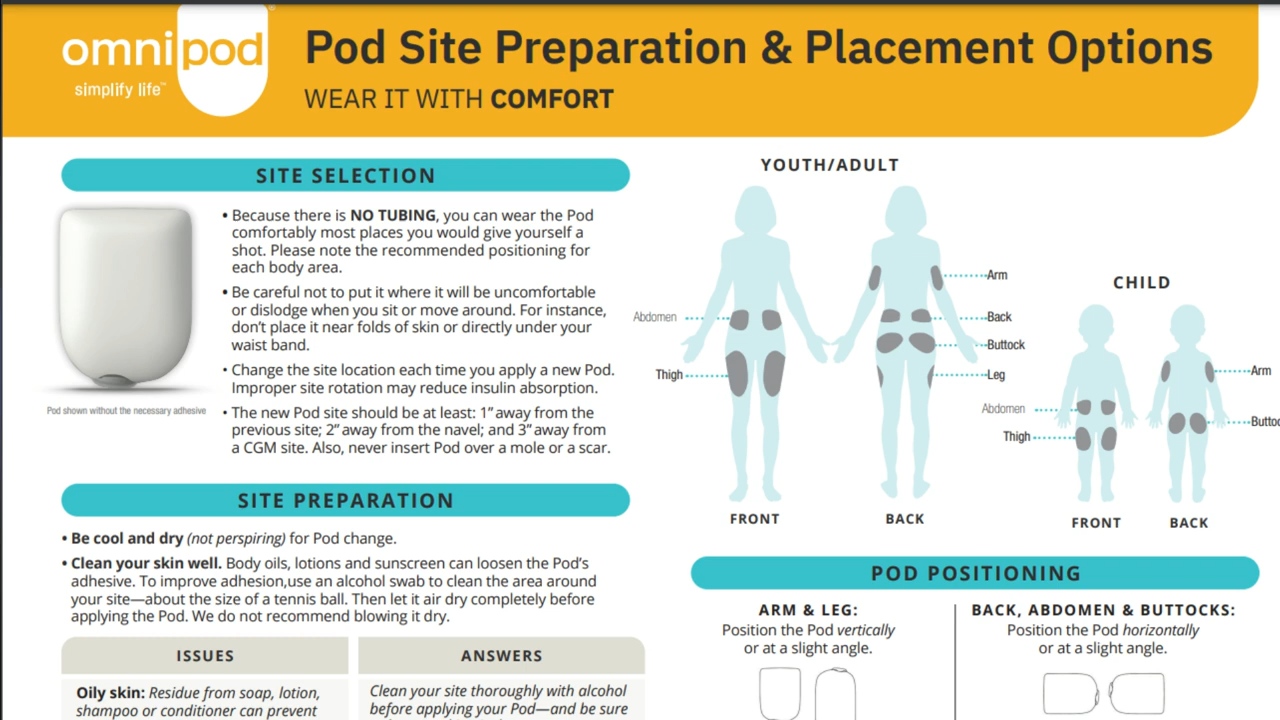 omnipod
simplify life™
Pod Site Preparation & Placement Options
WEAR IT WITH COMFORT
SITE SELECTION
Pod shown without the necessary adhesive
• Because there is NO TUBING, you can wear the Pod
comfortably most places you would give yourself a
shot. Please note the recommended positioning for
each body area.
• Be careful not to put it where it will be uncomfortable
or dislodge when you sit or move around. For instance,
don’t place it near folds of skin or directly under your
waist band.
• Change the site location each time you apply a new Pod.
Improper site rotation may reduce insulin absorption.
• The new Pod site should be at least: 1” away from the
previous site; 2” away from the navel; and 3” away from
a CGM site. Also, never insert Pod over a mole or a scar.
SITE PREPARATION
• Be cool and dry (not perspiring) for Pod change.
• Clean your skin well. Body oils, lotions and sunscreen can loosen the Pod’s
adhesive. To improve adhesion,use an alcohol swab to clean the area around
your site—about the size of a tennis ball. Then let it air dry completely before
applying the Pod. We do not recommend blowing it dry.
ISSUES
ANSWERS
Oily skin: Residue from soap, lotion,
shampoo or conditioner can prevent
Clean your site thoroughly with alcohol
before applying your Pod—and be sure
YOUTH/ADULT
Abdomen
Thigh
Arm
Back
Buttock
Leg
FRONT
BACK
CHILD
Abdomen
Thigh
Arm
Buttoc
FRONT
BACK
POD POSITIONING
ARM & LEG:
Position the Pod vertically
or at a slight angle.
BACK, ABDOMEN & BUTTOCKS:
Position the Pod horizontally
or at a slight angle.